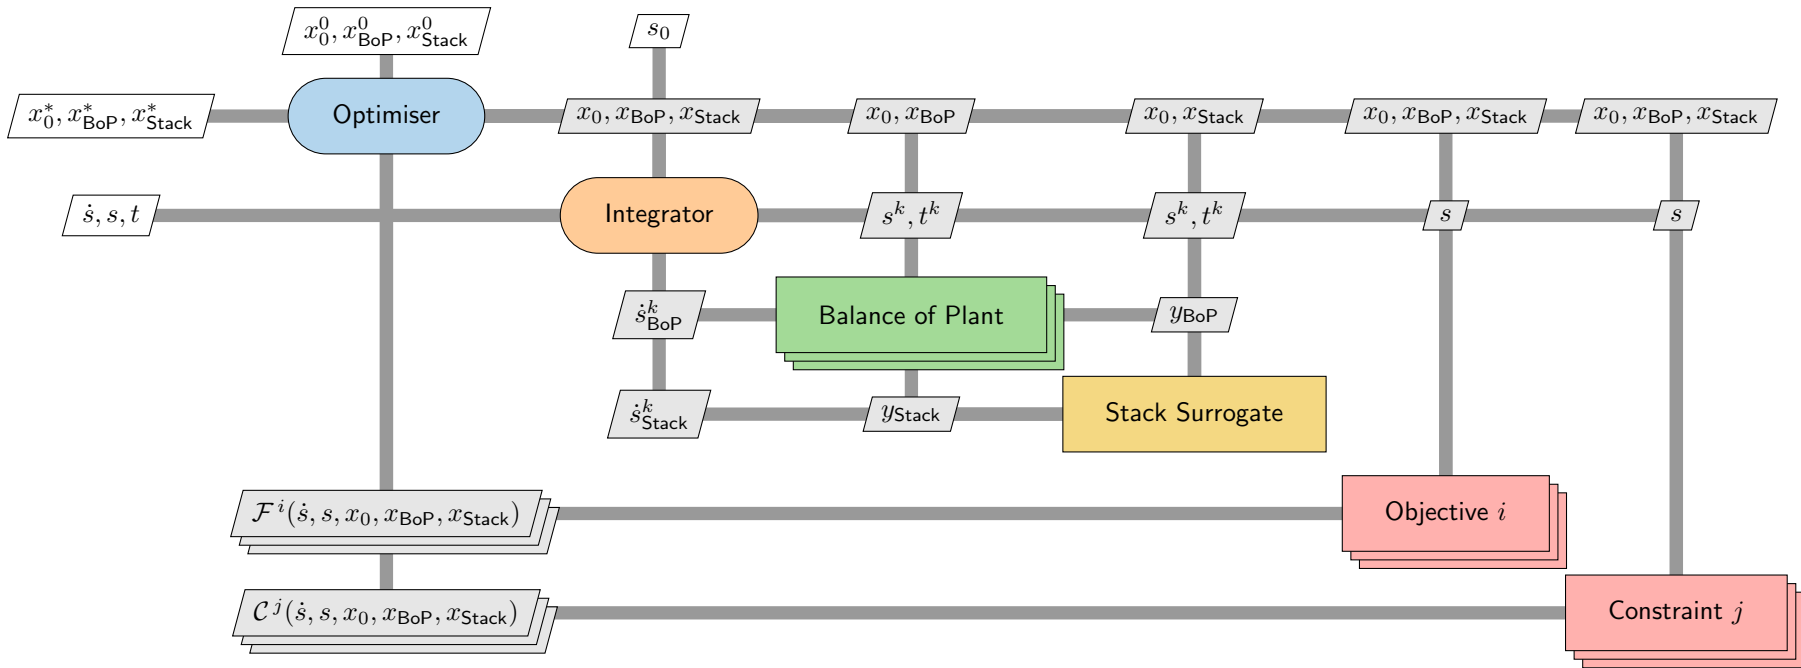 x_0^0, x_BoP^0, x_Stack^0
s_0
x_0^*, x_BoP^*, x_Stack^*
Optimiser
x_0, x_BoP, x_Stack
x_0, x_BoP
x_0, x_Stack
x_0, x_BoP, x_Stack
x_0, x_BoP, x_Stack
ṡ, s, t
Integrator
s^k, t^k
s^k, t^k
s
s
ṡ_BoP^k
Balance of Plant
y_BoP
ṡ_Stack^k
y_Stack
Stack Surrogate
ℱ^i(ṡ, s, x_0, x_BoP, x_Stack)
Objective i
𝒞^j(ṡ, s, x_0, x_BoP, x_Stack)
Constraint j